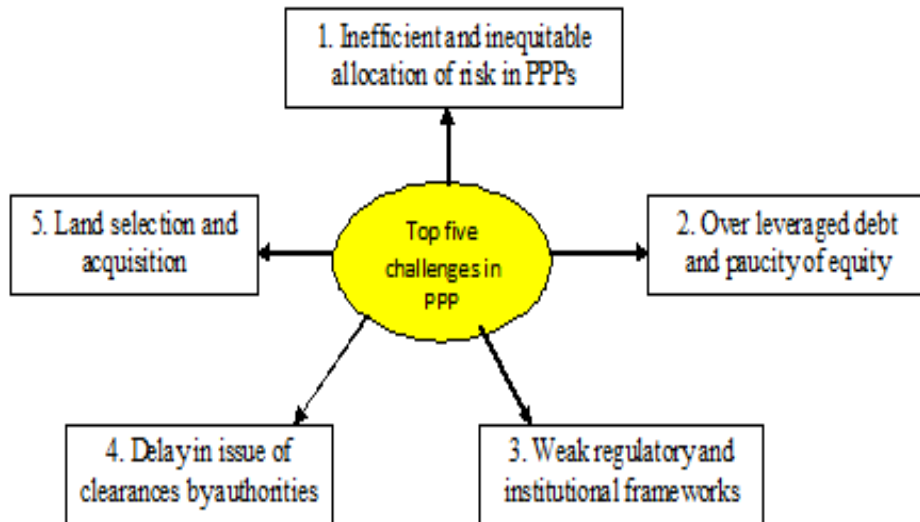 1. Inefficient and inequitable
allocation of risk in PPPs
Top five
challenges in
PPP
2. Over leveraged debt
and paucity of equity
3. Weak regulatory and
institutional frameworks
4. Delay in issue of
clearances by authorities
5. Land selection and
acquisition